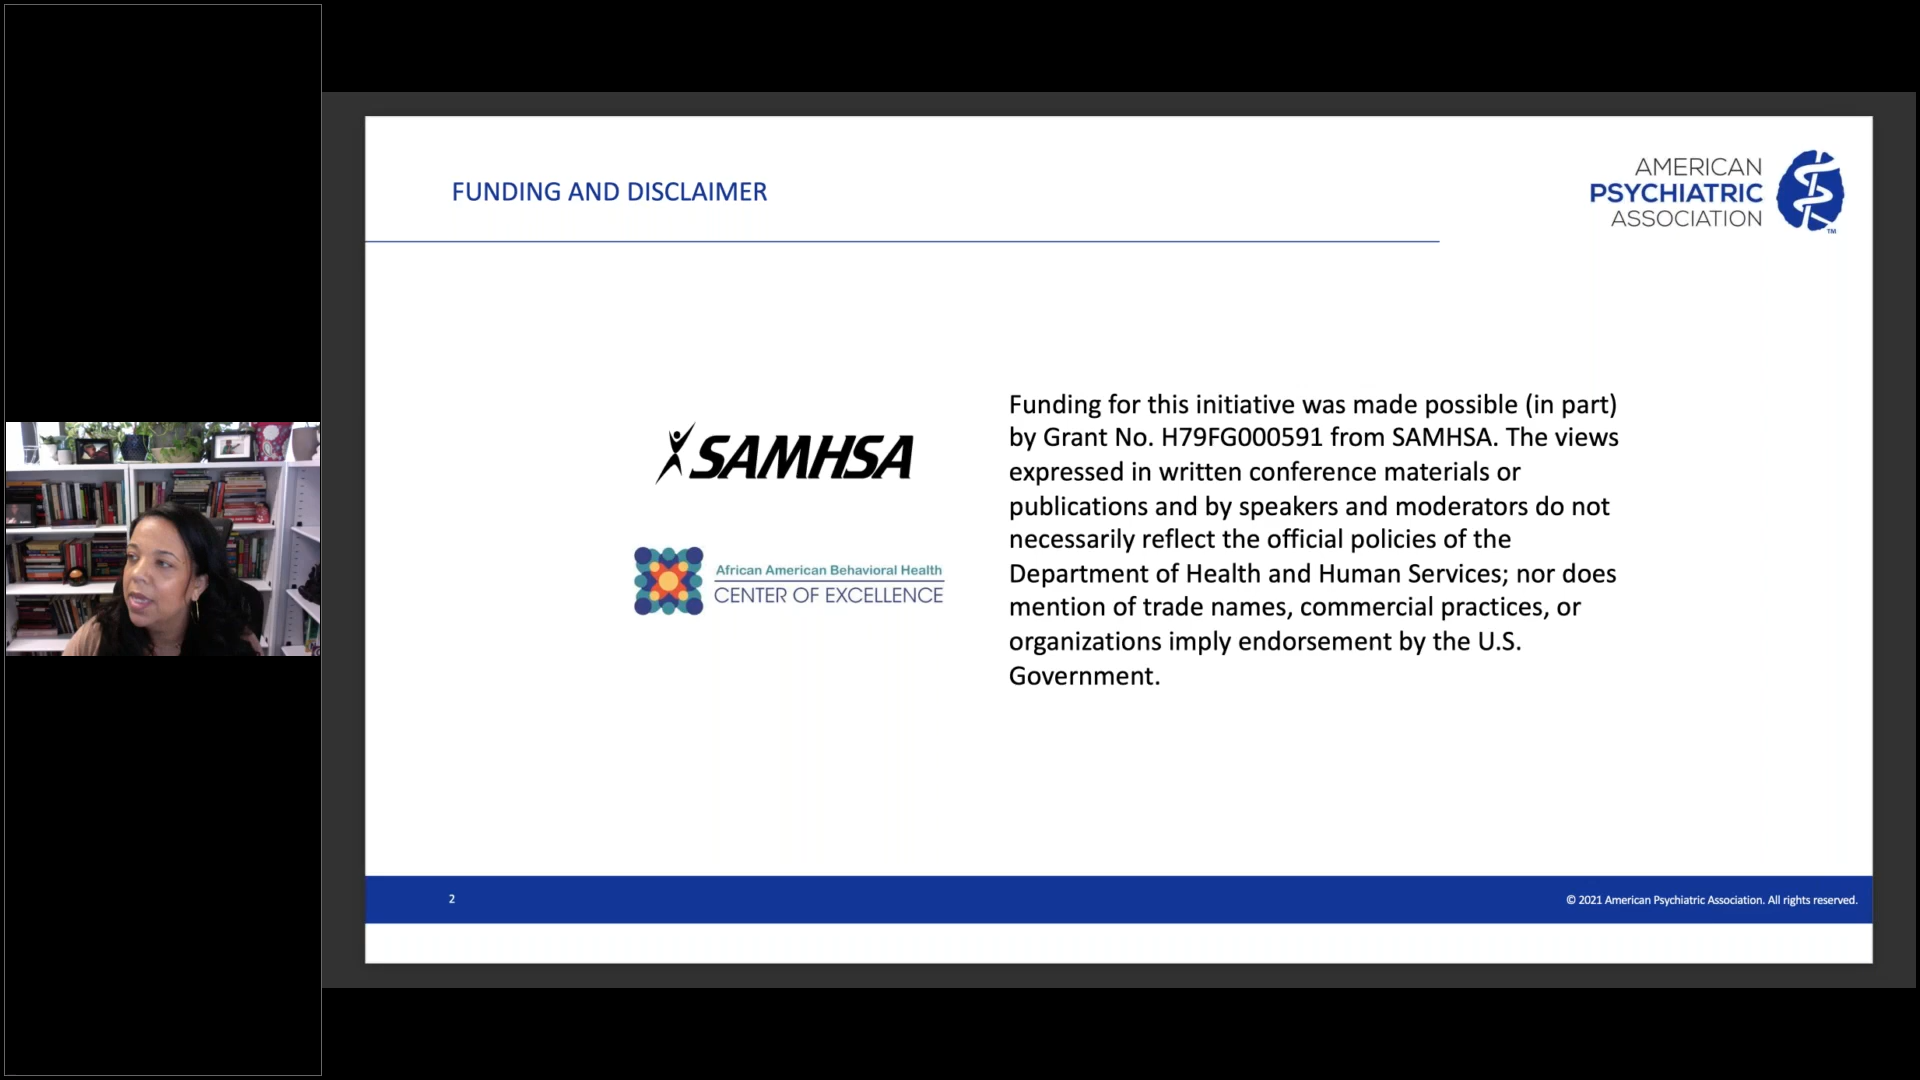 FUNDING AND DISCLAIMER
AMERICAN
PSYCHIATRIC
ASSOCIATION
TM
SAMHSA
African American Behavioral Health
CENTER OF EXCELLENCE
Funding for this initiative was made possible (in part)
by Grant No. H79FG000591 from SAMHSA. The views
expressed in written conference materials or
publications and by speakers and moderators do not
necessarily reflect the official policies of the
Department of Health and Human Services; nor does
mention of trade names, commercial practices, or
organizations imply endorsement by the U.S.
Government.
2
© 2021 American Psychiatric Association. All rights reserved.